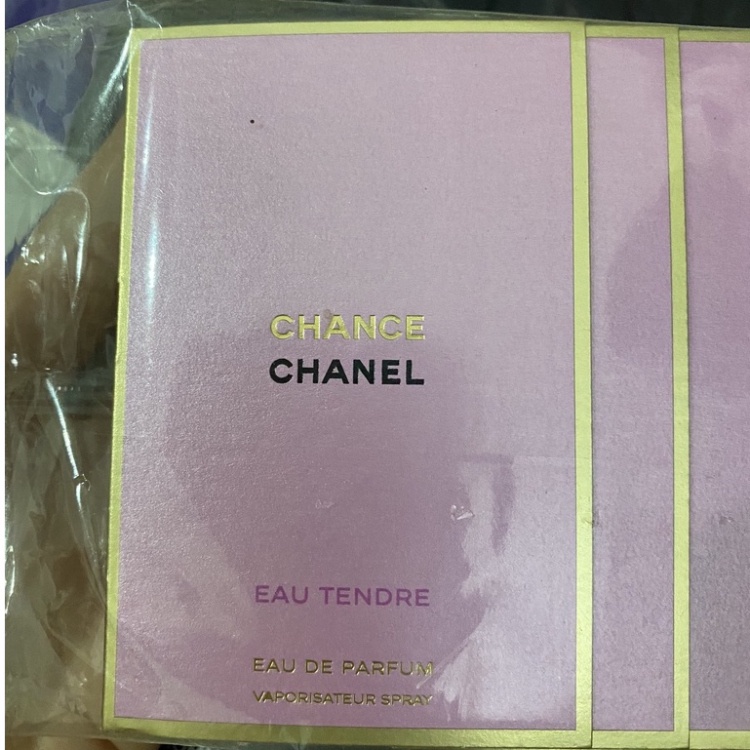 CHANCE
CHANEL
EAU TENDRE
EAU DE PARFUM
VAPORISATEUR SPRAY